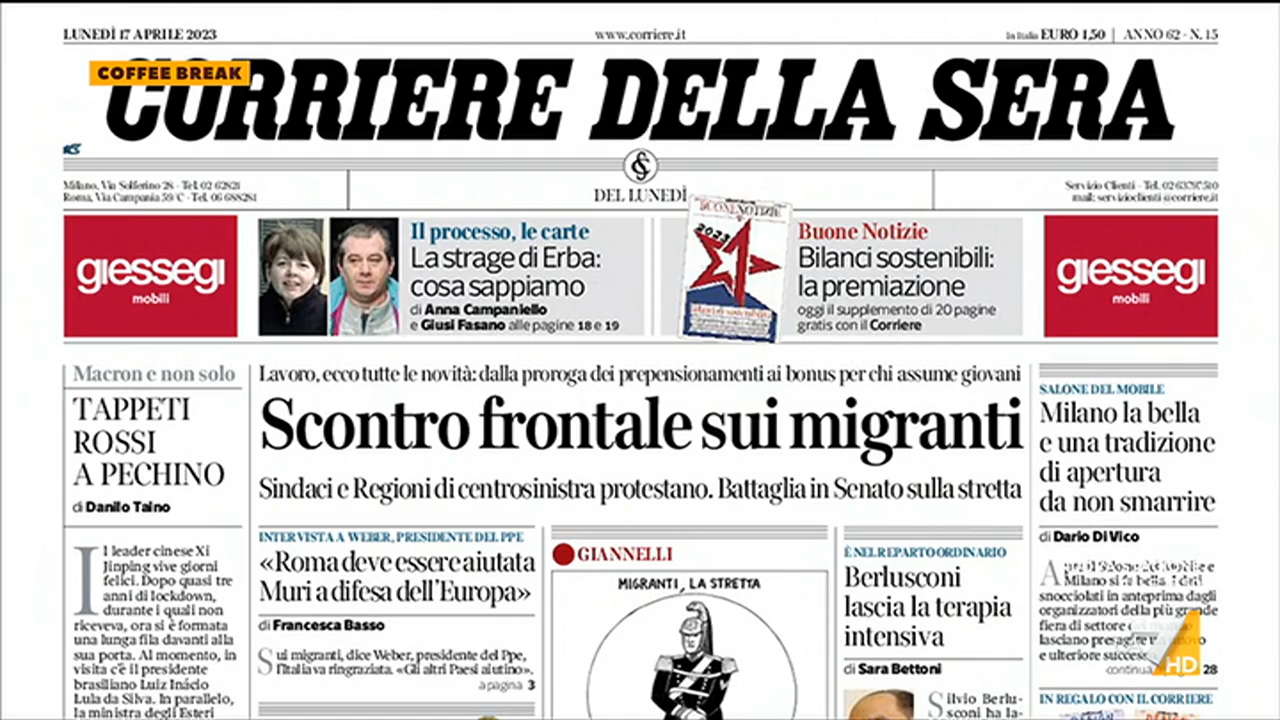 LUNEDÌ 17 APRILE 2023
www.corriere.it
In Italia EURO 1,50 | ANNO 62 - N. 15
COFFEE BREAK
CORRIERE DELLA SERA
Milano, Via Solferino 28 - Tel. 02 62821
Roma, Via Campania 59/C - Tel. 06 688281
DEL LUNEDÌ
Servizio Clienti - Tel. 02 63797510
mail: servizioclienti@corriere.it
giessegi
mobili
Il processo, le carte
La strage di Erba:
cosa sappiamo
di Anna Campaniello
e Giusi Fasano alle pagine 18 e 19
BUONE NOTIZIE
2023
Buone Notizie
Bilanci sostenibili:
la premiazione
oggi il supplemento di 20 pagine
gratis con il Corriere
giessegi
mobili
Macron e non solo
TAPPETI
ROSSI
A PECHINO
di Danilo Taino
Il leader cinese Xi
Jinping vive giorni
felici. Dopo quasi tre
anni di lockdown,
durante i quali non
riceveva, ora si è formata
una lunga fila davanti alla
sua porta. Al momento, in
visita c'è il presidente
brasiliano Luiz Inácio
Lula da Silva. In parallelo,
la ministra degli Esteri
Lavoro, ecco tutte le novità: dalla proroga dei prepensionamenti ai bonus per chi assume giovani
Scontro frontale sui migranti
Sindaci e Regioni di centrosinistra protestano. Battaglia in Senato sulla stretta
INTERVISTA A WEBER, PRESIDENTE DEL PPE
«Roma deve essere aiutata
Muri a difesa dell'Europa»
di Francesca Basso
Sui migranti, dice Weber, presidente del Ppe,
l'Italia va ringraziata. «Gli altri Paesi aiutino».
a pagina 3
GIANNELLI
MIGRANTI, LA STRETTA
È NEL REPARTO ORDINARIO
Berlusconi
lascia la terapia
intensiva
di Sara Bettoni
Silvio Berlu-
sconi ha la-
SALONE DEL MOBILE
Milano la bella
e una tradizione
di apertura
da non smarrire
di Dario Di Vico
Apre il Salone del Mobile e
Milano si fa bella. I dati
snocciolati in anteprima dagli
organizzatori della più grande
fiera di settore del mondo
lasciano presagire un nuovo
e ulteriore success
continua 28
HD
IN REGALO CON IL CORRIERE